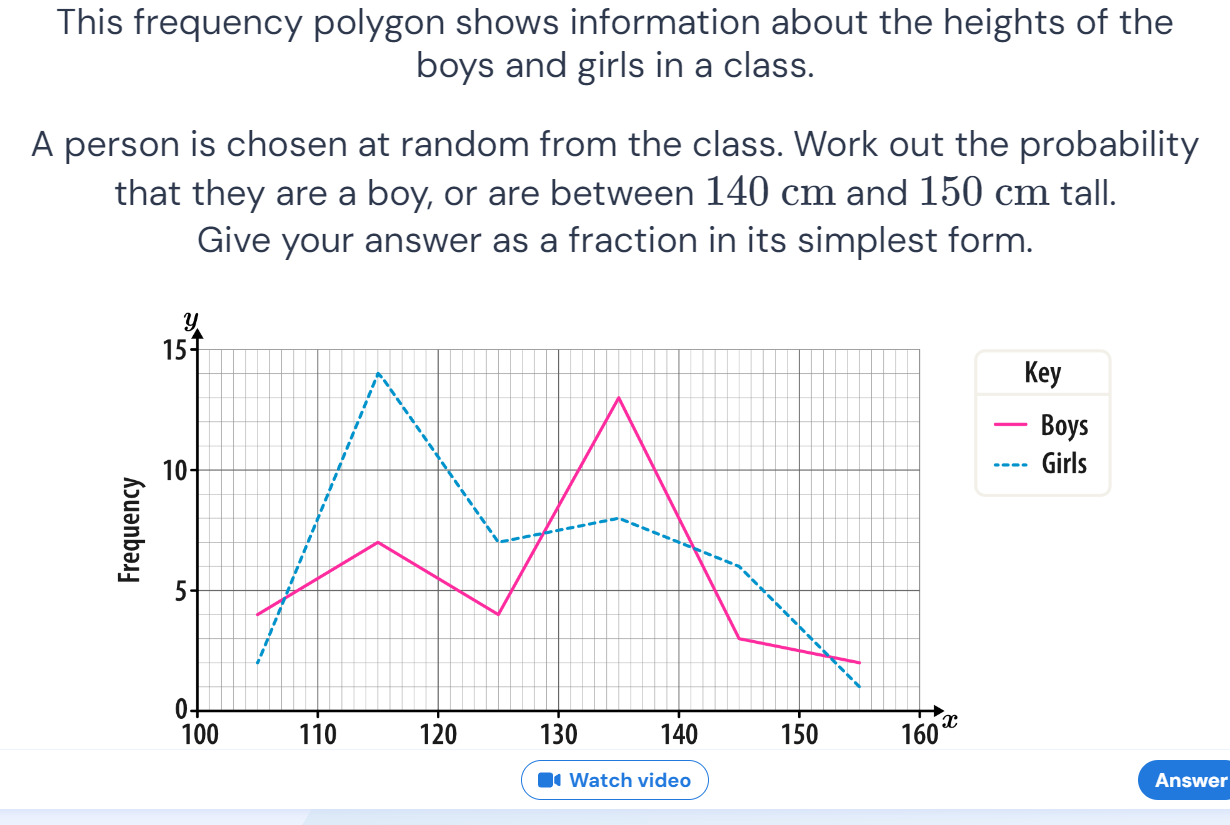 This frequency polygon shows information about the heights of the
boys and girls in a class.
A person is chosen at random from the class. Work out the probability
that they are a boy, or are between 140 cm and 150 cm tall.
Give your answer as a fraction in its simplest form.
y
15
10
5
0
Frequency
100 110 120 130 140 150 160 x
Key
Boys
Girls
Watch video
Answer